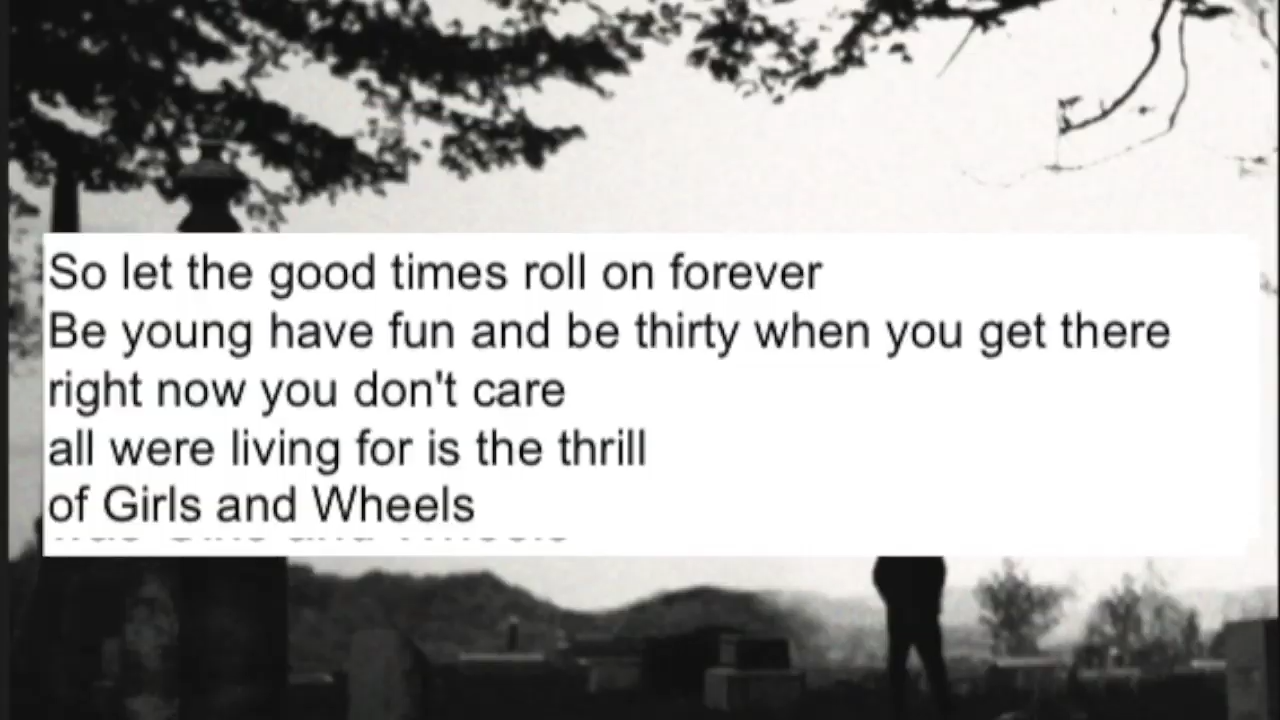 So let the good times roll on forever
Be young have fun and be thirty when you get there
right now you don't care
all were living for is the thrill
of Girls and Wheels